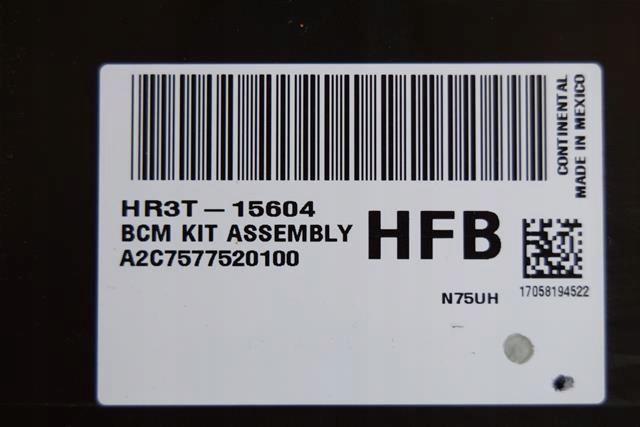 CONTINENTAL
MADE IN MEXICO
HR3T – 15604
BCM KIT ASSEMBLY
A2C7577520100
HFB
N75UH
17058194522